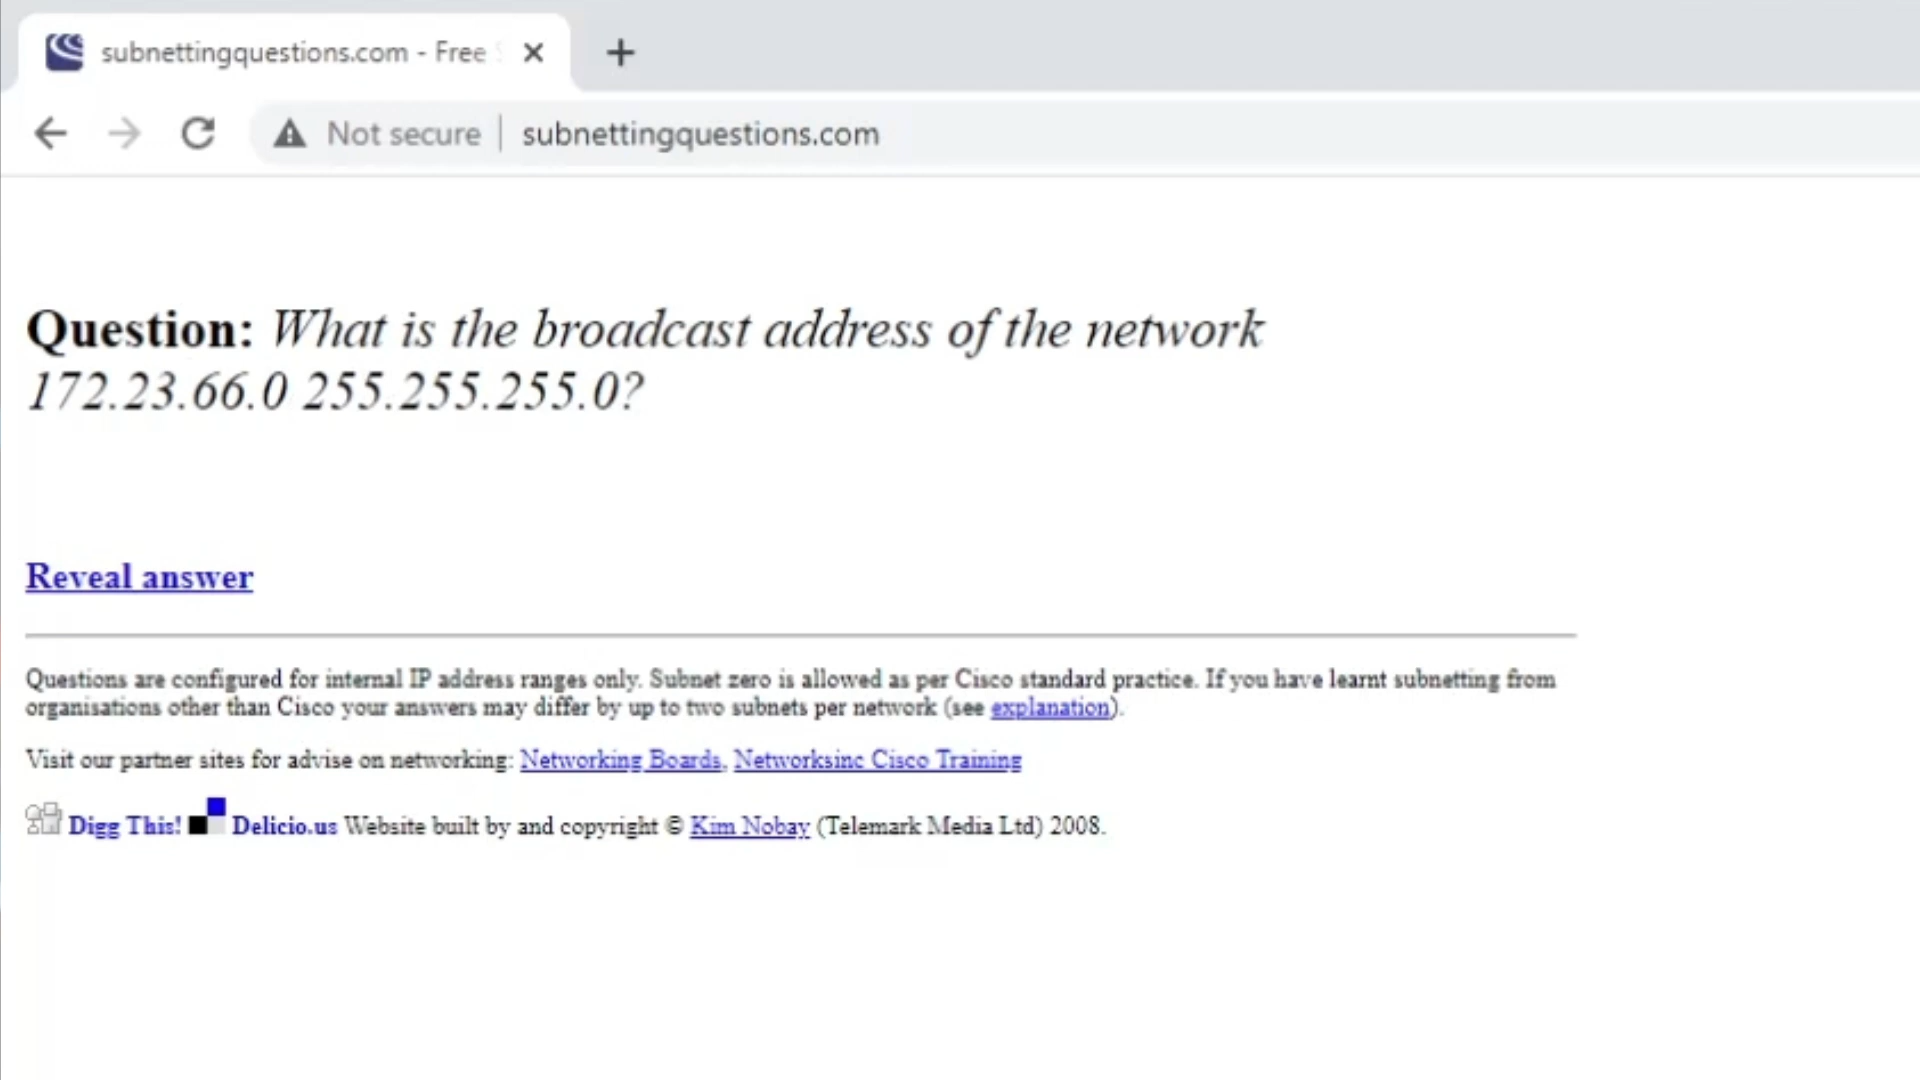 subnettingquestions.com - Free
Not secure | subnettingquestions.com
Question: What is the broadcast address of the network
172.23.66.0 255.255.255.0?
Reveal answer
Questions are configured for internal IP address ranges only. Subnet zero is allowed as per Cisco standard practice. If you have learnt subnetting from
organisations other than Cisco your answers may differ by up to two subnets per network (see explanation).
Visit our partner sites for advise on networking: Networking Boards, Networksinc Cisco Training
Digg This! Delicio.us Website built by and copyright © Kim Nobay (Telemark Media Ltd) 2008.